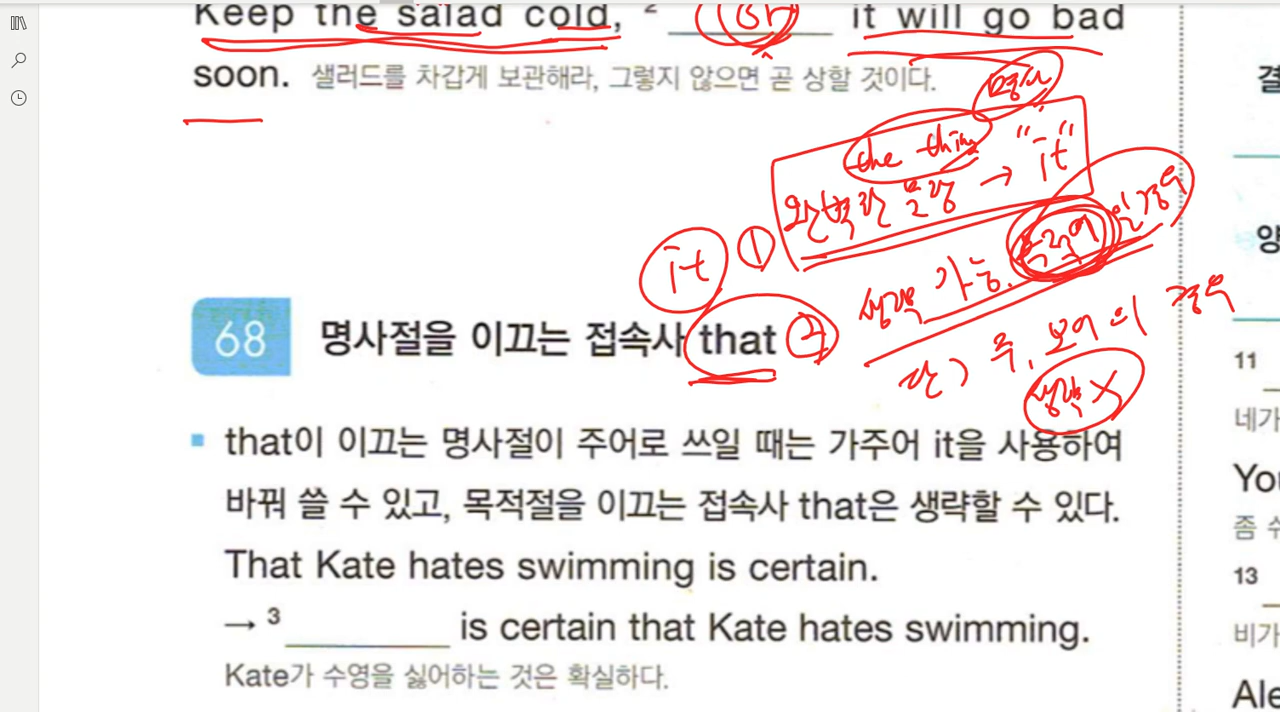 Keep the salad cold, 2 or it will go bad
soon. 샐러드를 차갑게 보관해라, 그렇지 않으면 곧 상할 것이다.
명사
the thing
완벽한 문장 → "it"
it ①
생략 가능. 목적어 일 경우
단, 주, 보어의 경우
생략 X
68 명사절을 이끄는 접속사 that ②
▪ that이 이끄는 명사절이 주어로 쓰일 때는 가주어 it을 사용하여
바꿔 쓸 수 있고, 목적절을 이끄는 접속사 that은 생략할 수 있다.
That Kate hates swimming is certain.
→ 3 __________ is certain that Kate hates swimming.
Kate가 수영을 싫어하는 것은 확실하다.
결
양
11
네가
You
좀 수
13
비가
Ale